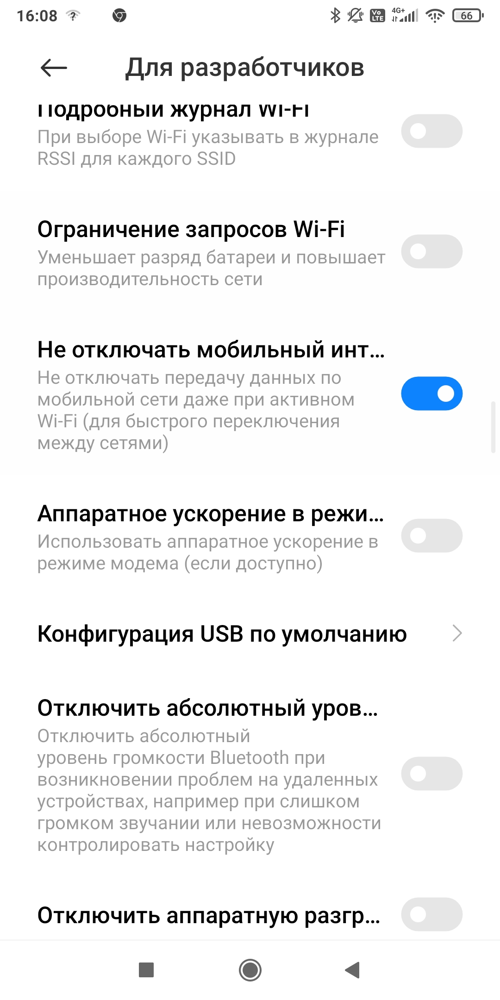 16:08
Vo
LTE
4G+
66
Для разработчиков
Подробный журнал Wi-Fi
При выборе Wi-Fi указывать в журнале
RSSI для каждого SSID
Ограничение запросов Wi-Fi
Уменьшает разряд батареи и повышает
производительность сети
Не отключать мобильный инт...
Не отключать передачу данных по
мобильной сети даже при активном
Wi-Fi (для быстрого переключения
между сетями)
Аппаратное ускорение в режи...
Использовать аппаратное ускорение в
режиме модема (если доступно)
Конфигурация USB по умолчанию
Отключить абсолютный уров...
Отключить абсолютный
уровень громкости Bluetooth при
возникновении проблем на удаленных
устройствах, например при слишком
громком звучании или невозможности
контролировать настройку
Отключить аппаратную разгр...